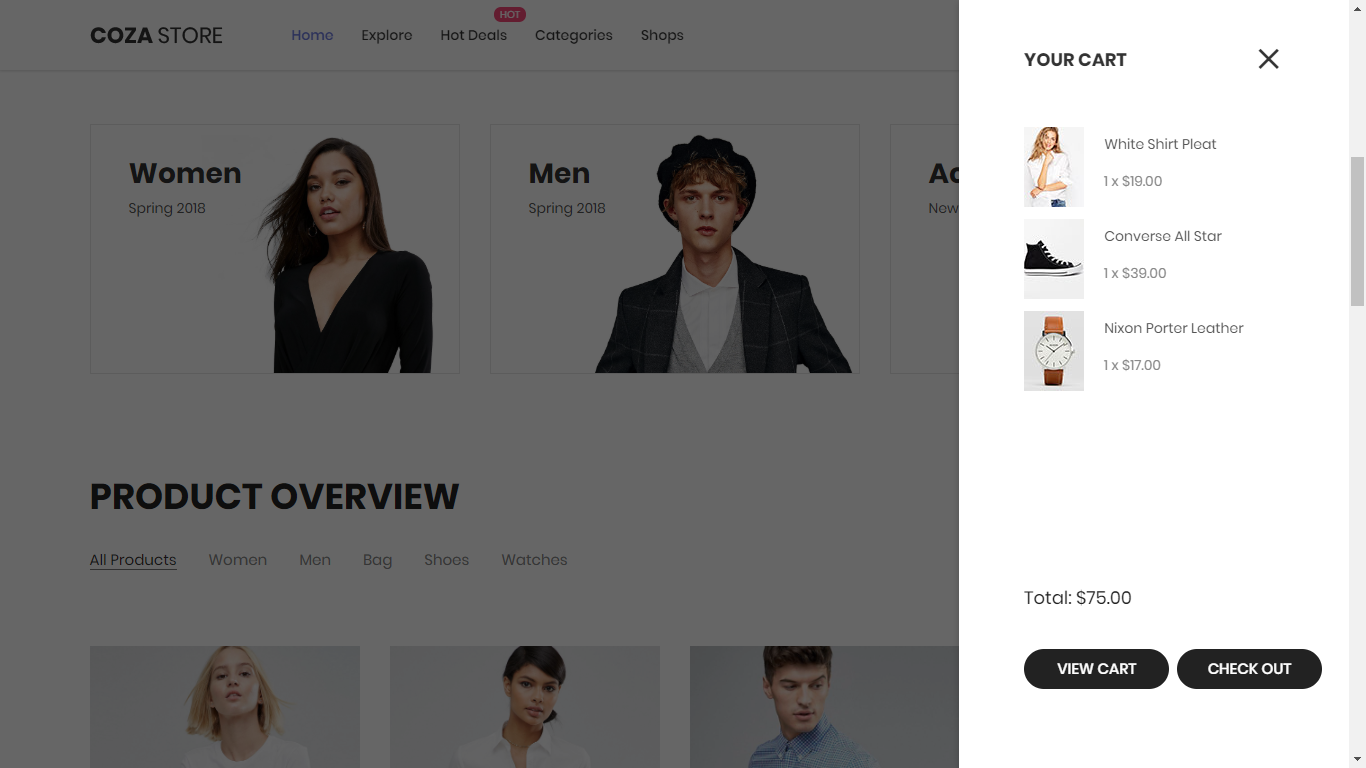 HOT
COZA STORE
Home Explore Hot Deals Categories Shops
Women
Spring 2018
Men
Spring 2018
Ac
New
PRODUCT OVERVIEW
All Products Women Men Bag Shoes Watches
YOUR CART
White Shirt Pleat
1 x $19.00
Converse All Star
1 x $39.00
Nixon Porter Leather
1 x $17.00
Total: $75.00
VIEW CART CHECK OUT